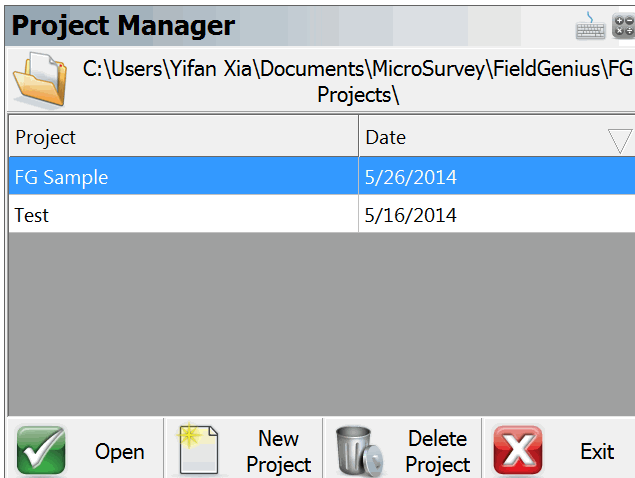 Project Manager
C:\Users\Yifan Xia\Documents\MicroSurvey\FieldGenius\FG
Projects\
Project Date
FG Sample 5/26/2014
Test 5/16/2014
Open
New
Project
Delete
Project
Exit